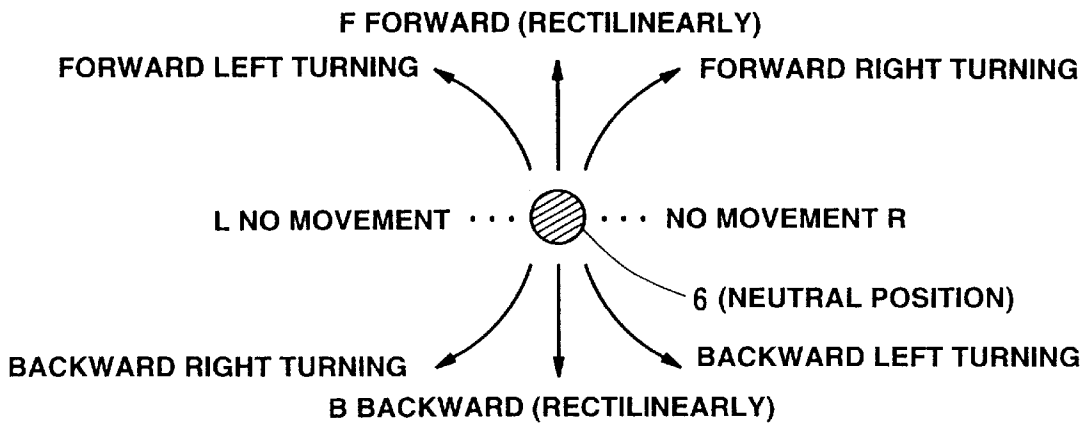 F FORWARD (RECTILINEARLY)
FORWARD LEFT TURNING
FORWARD RIGHT TURNING
L NO MOVEMENT
NO MOVEMENT R
6 (NEUTRAL POSITION)
BACKWARD RIGHT TURNING
BACKWARD LEFT TURNING
B BACKWARD (RECTILINEARLY)